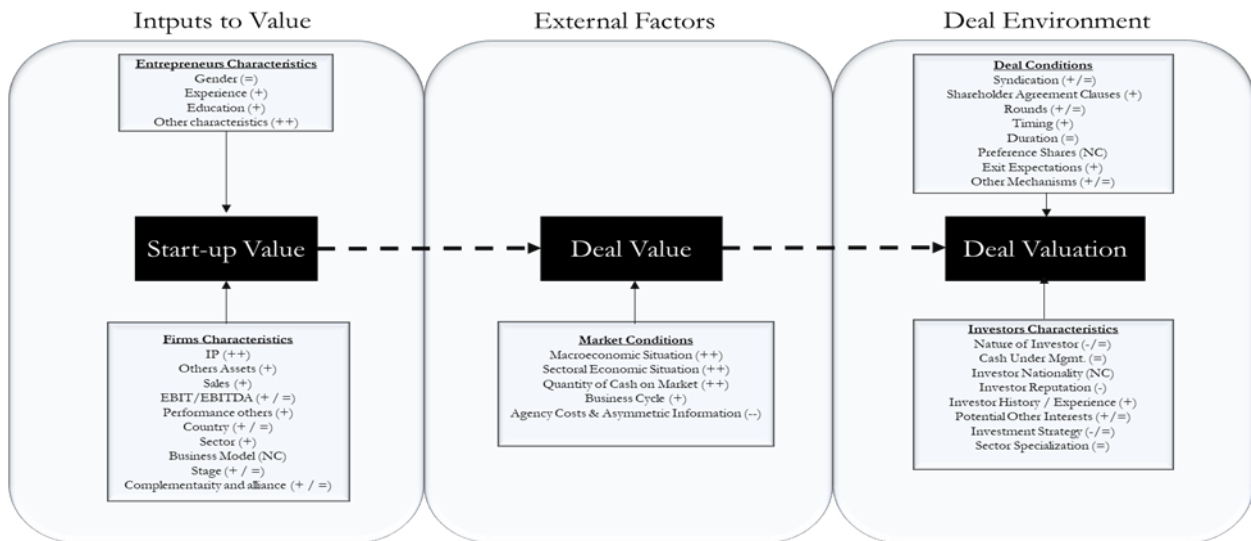 Intputs to Value
External Factors
Deal Environment
Entrepreneurs Characteristics
Gender (=)
Experience (+)
Education (+)
Other characteristics (++)
Start-up Value
Firms Characteristics
IP (++)
Others Assets (+)
Sales (+)
EBIT/EBITDA (+ / =)
Performance others (+)
Country (+ / =)
Sector (+)
Business Model (NC)
Stage (+ / =)
Complementarity and alliance (+ / =)
Deal Value
Market Conditions
Macroeconomic Situation (++)
Sectoral Economic Situation (++)
Quantity of Cash on Market (++)
Business Cycle (+)
Agency Costs & Asymmetric Information (--)
Deal Conditions
Syndication (+/=)
Shareholder Agreement Clauses (+)
Rounds (+/=)
Timing (+)
Duration (=)
Preference Shares (NC)
Exit Expectations (+)
Other Mechanisms (+/=)
Deal Valuation
Investors Characteristics
Nature of Investor (-/=)
Cash Under Mgmt. (=)
Investor Nationality (NC)
Investor Reputation (-)
Investor History / Experience (+)
Potential Other Interests (+/=)
Investment Strategy (-/=)
Sector Specialization (=)